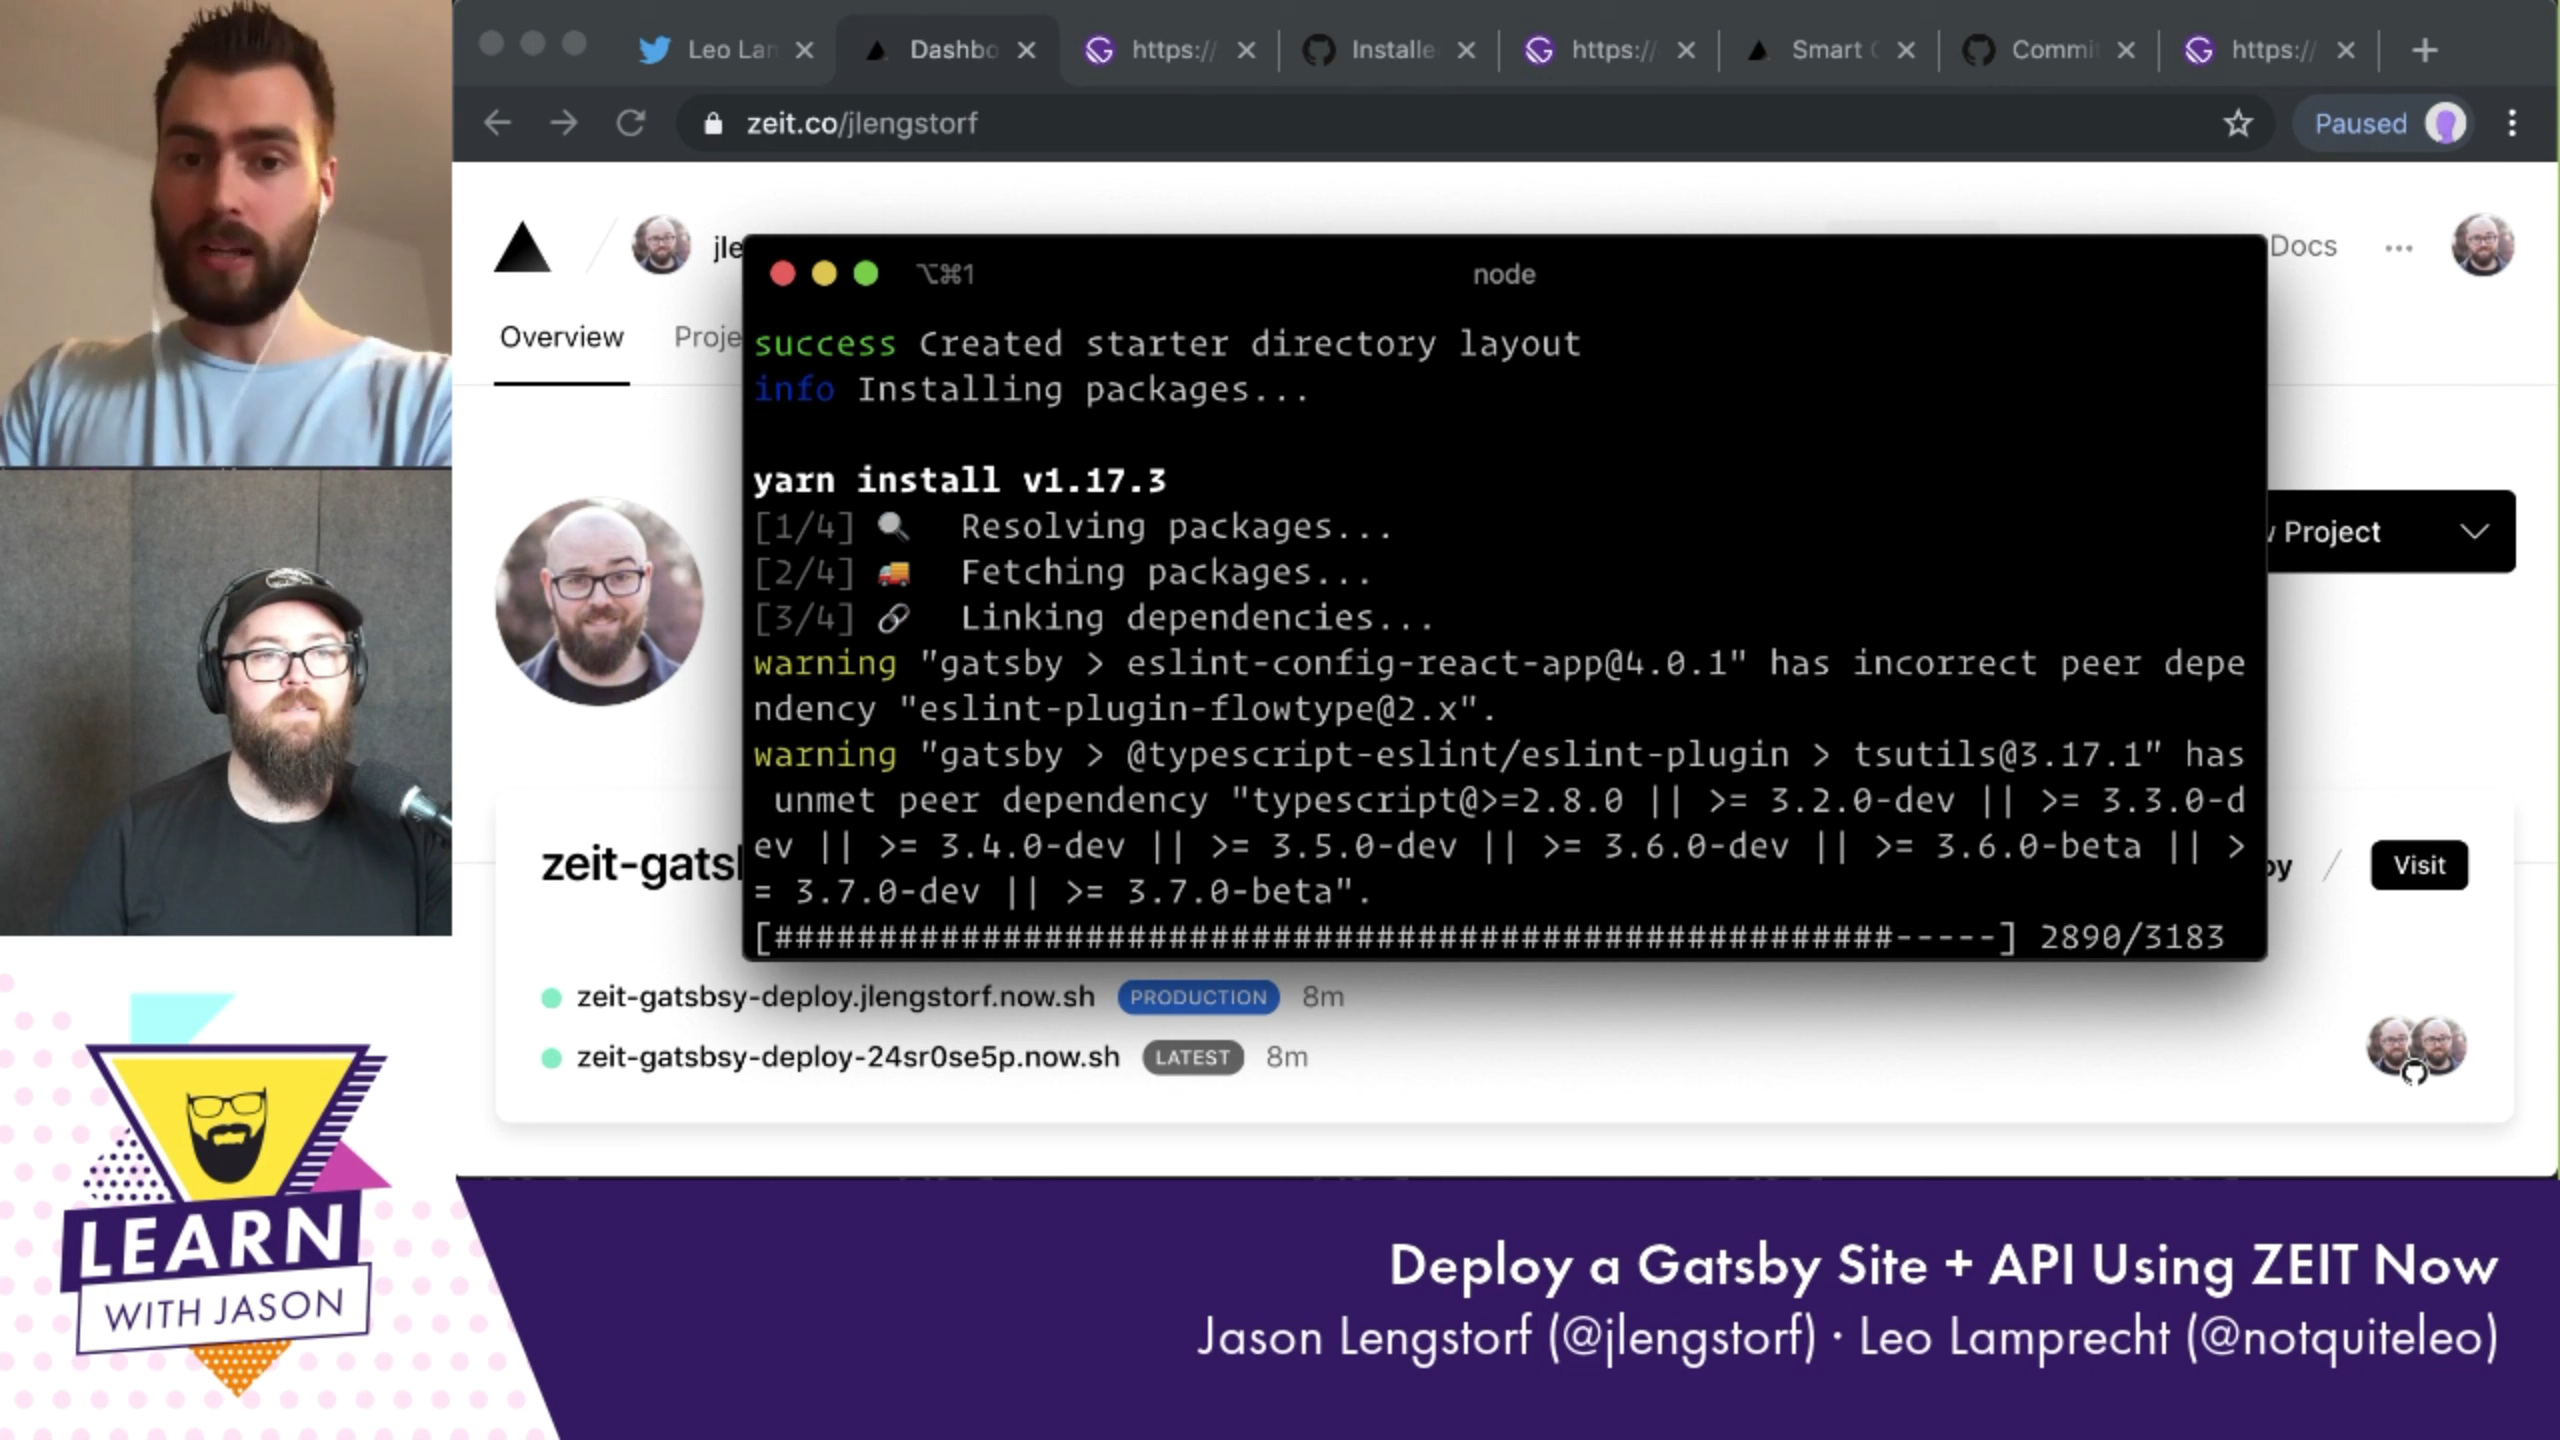 Leo Lan
Dashbo
https://
Installe
https://
Smart
Commi
https://
zeit.co/jlengstorf
Paused
jle
Docs
Overview
Proje
⌥⌘1
node
success Created starter directory layout
info Installing packages...
yarn install v1.17.3
[1/4] 🔍 Resolving packages...
[2/4] 🚚 Fetching packages...
[3/4] 🔗 Linking dependencies...
warning "gatsby > eslint-config-react-app@4.0.1" has incorrect peer depe
ndency "eslint-plugin-flowtype@2.x".
warning "gatsby > @typescript-eslint/eslint-plugin > tsutils@3.17.1" has
unmet peer dependency "typescript@>=2.8.0 || >= 3.2.0-dev || >= 3.3.0-d
ev || >= 3.4.0-dev || >= 3.5.0-dev || >= 3.6.0-dev || >= 3.6.0-beta || >
= 3.7.0-dev || >= 3.7.0-beta".
[######################################################-----] 2890/3183
Project
zeit-gats
Visit
zeit-gatsbsy-deploy.jlengstorf.now.sh PRODUCTION 8m
zeit-gatsbsy-deploy-24sr0se5p.now.sh LATEST 8m
LEARN
WITH JASON
Deploy a Gatsby Site + API Using ZEIT Now
Jason Lengstorf (@jlengstorf) · Leo Lamprecht (@notquiteleo)